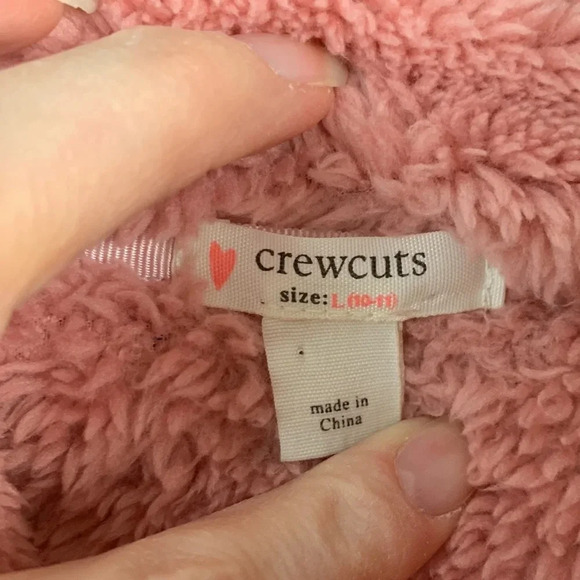 crewcuts
size: L (10-11)
made in
China